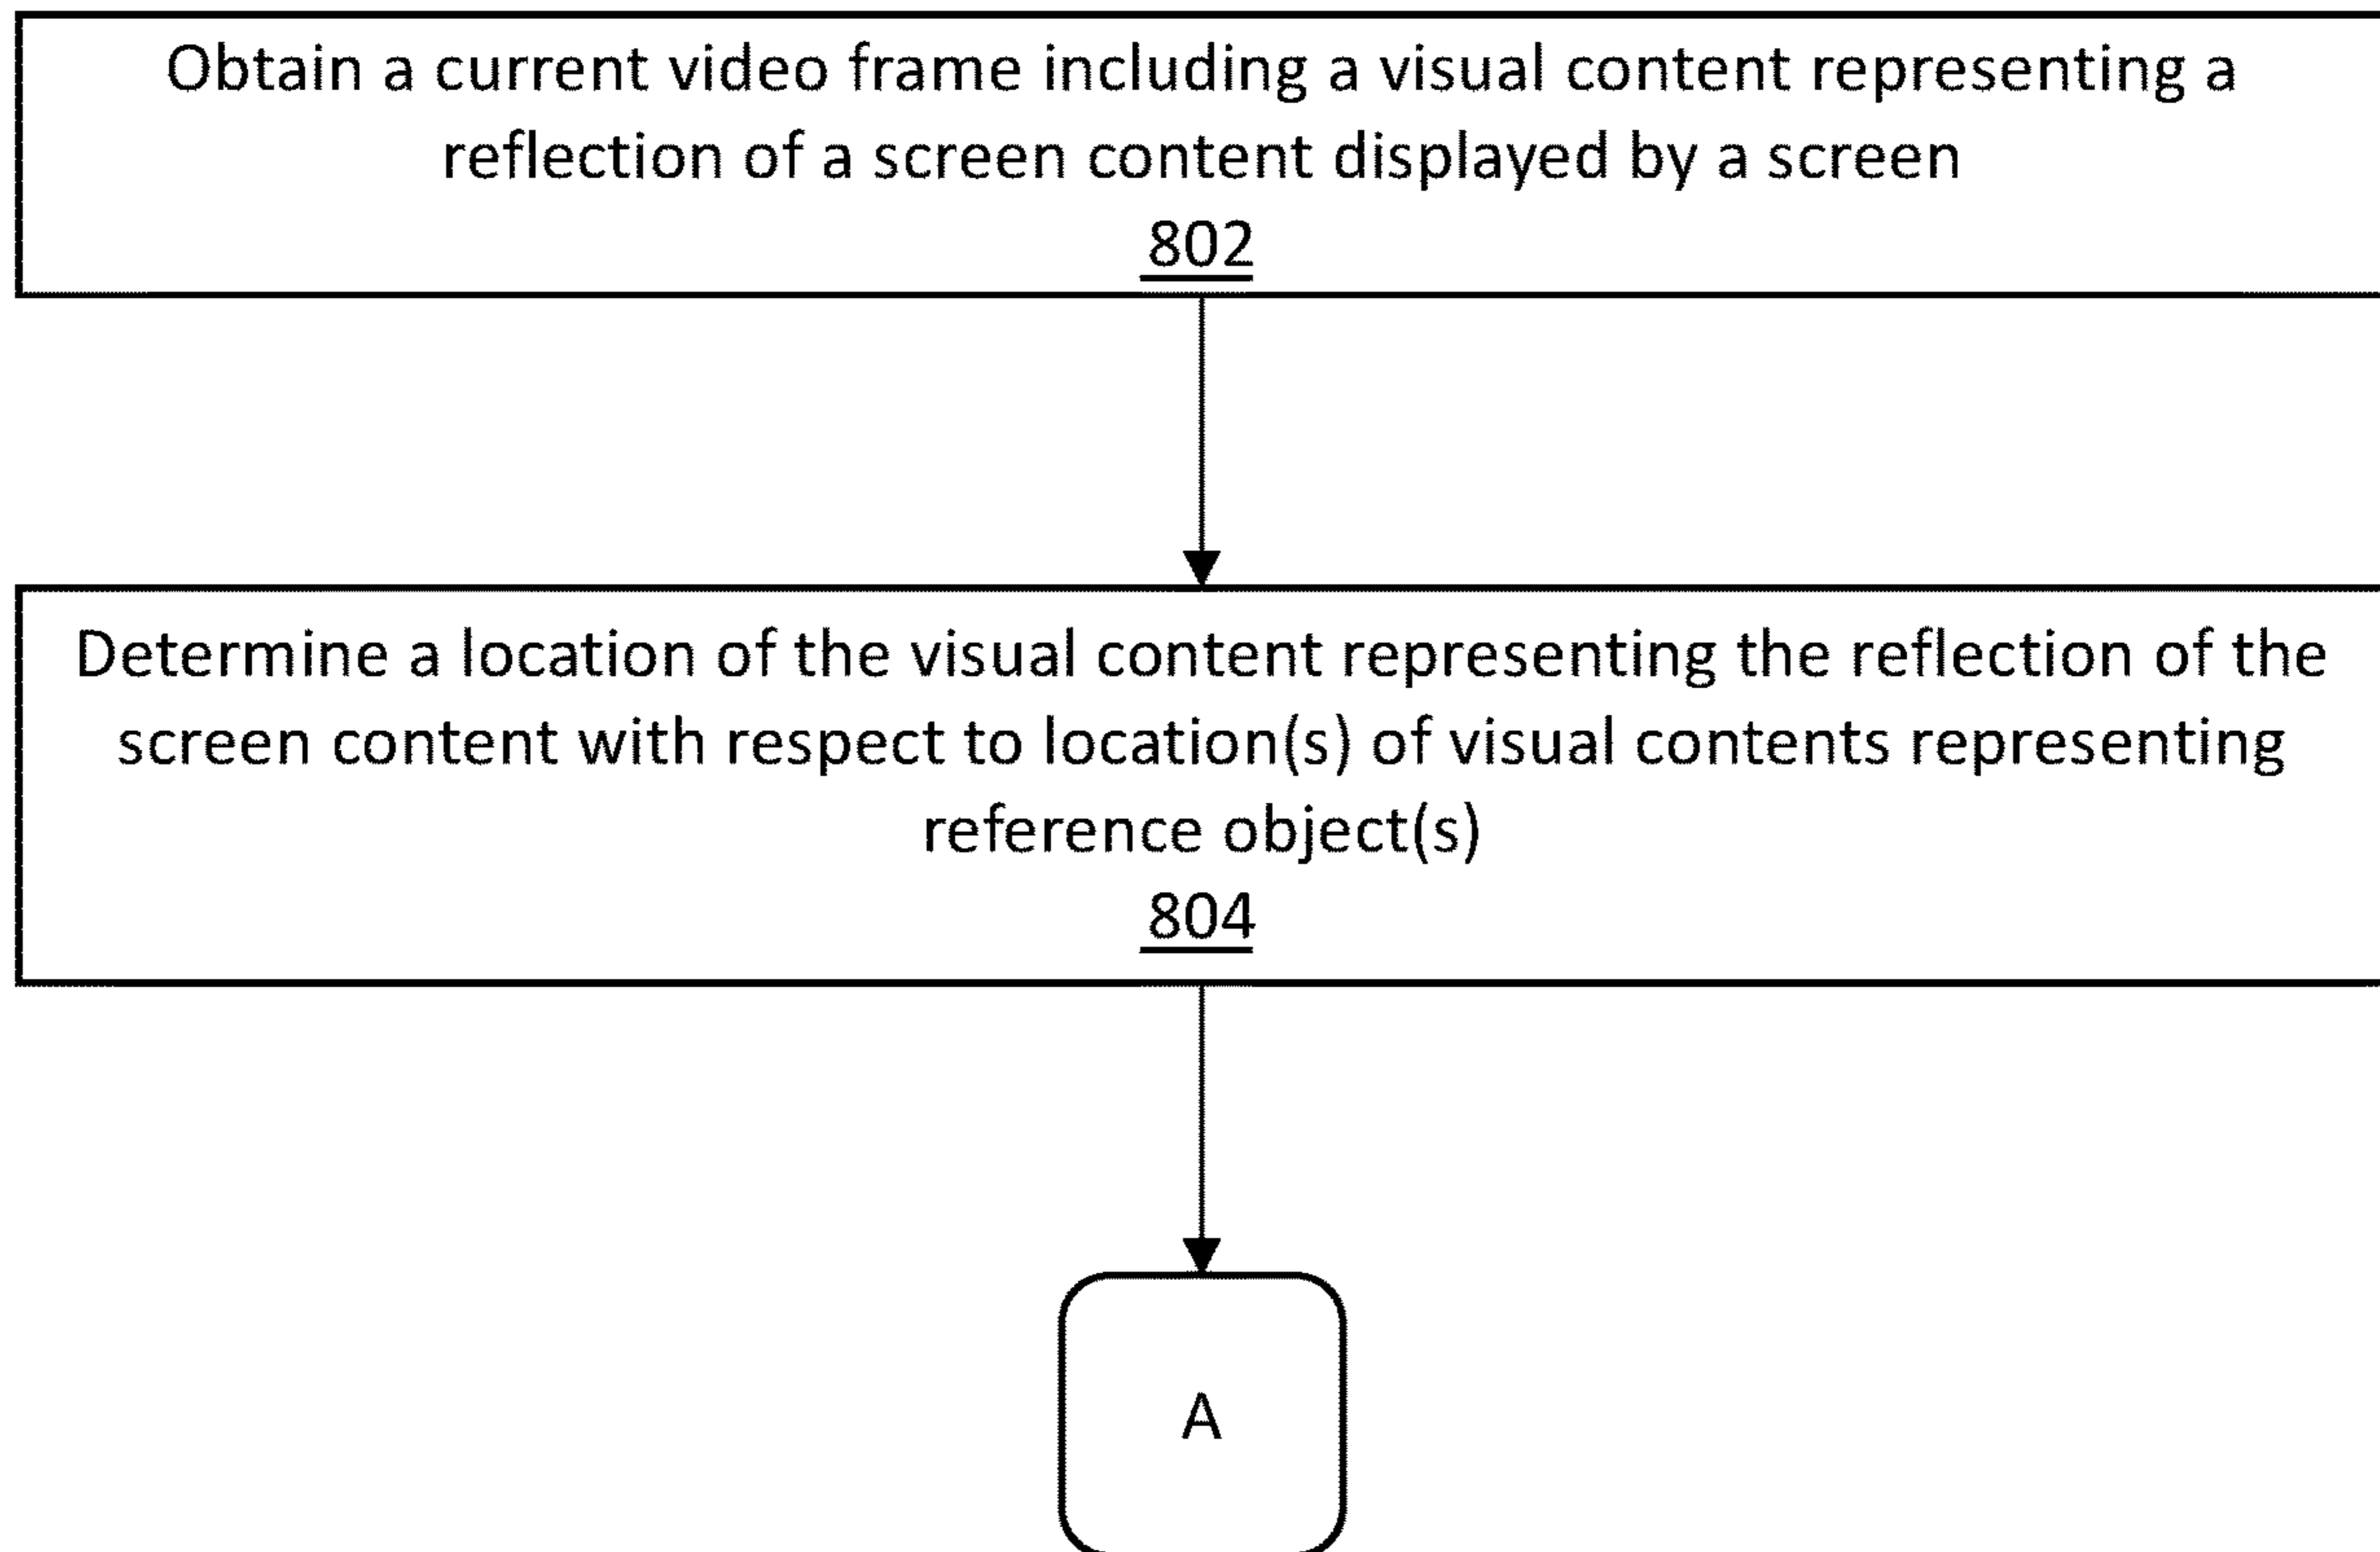 Obtain a current video frame including a visual content representing a
reflection of a screen content displayed by a screen
802
Determine a location of the visual content representing the reflection of the
screen content with respect to location(s) of visual contents representing
reference object(s)
804
A